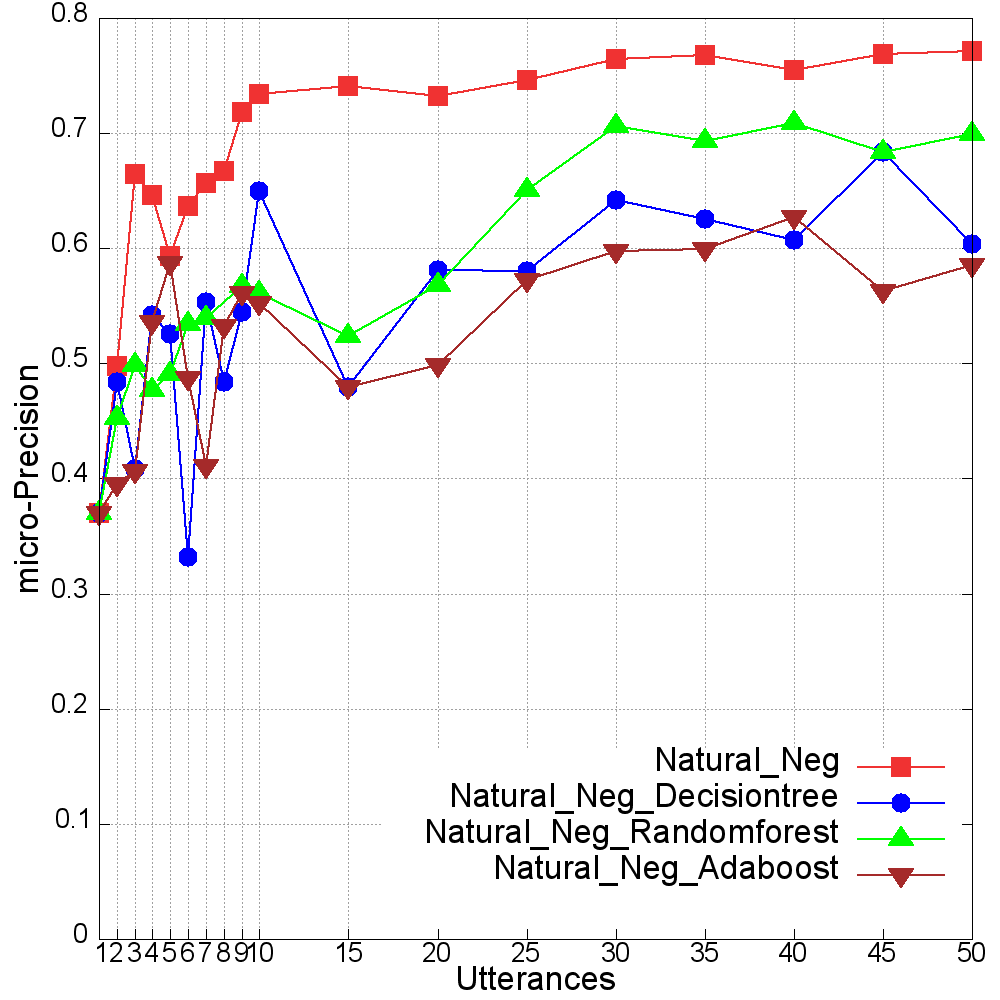 0.8
0.7
0.6
0.5
0.4
0.3
0.2
0.1
0
micro-Precision
Natural_Neg
Natural_Neg_Decisiontree
Natural_Neg_Randomforest
Natural_Neg_Adaboost
1 2 3 4 5 6 7 8 9 10 15 20 25 30 35 40 45 50
Utterances